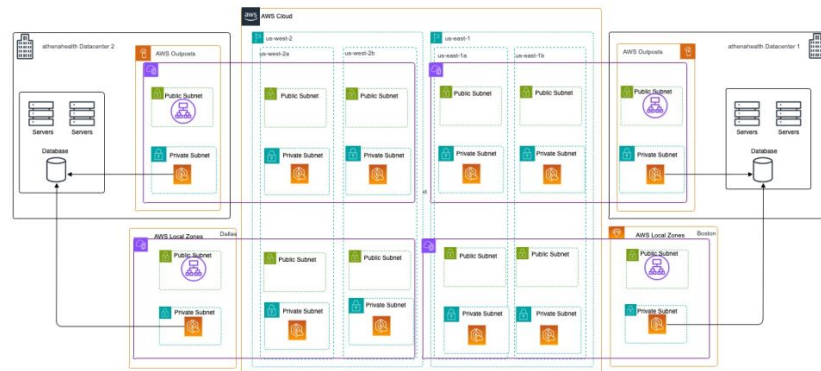 aws
AWS Cloud
athenahealth Datacenter 2
AWS Outposts
us-west-2
us-west-2a
us-west-2b
us-east-1
us-east-1a
us-east-1b
AWS Outposts
athenahealth Datacenter 1
Public Subnet
Public Subnet
Public Subnet
Public Subnet
Public Subnet
Public Subnet
Servers
Servers
Servers
Servers
Database
Private Subnet
Private Subnet
Private Subnet
Private Subnet
Private Subnet
Private Subnet
Database
AWS Local Zones
Dallas
AWS Local Zones
Boston
Public Subnet
Public Subnet
Public Subnet
Public Subnet
Public Subnet
Public Subnet
Private Subnet
Private Subnet
Private Subnet
Private Subnet
Private Subnet
Private Subnet